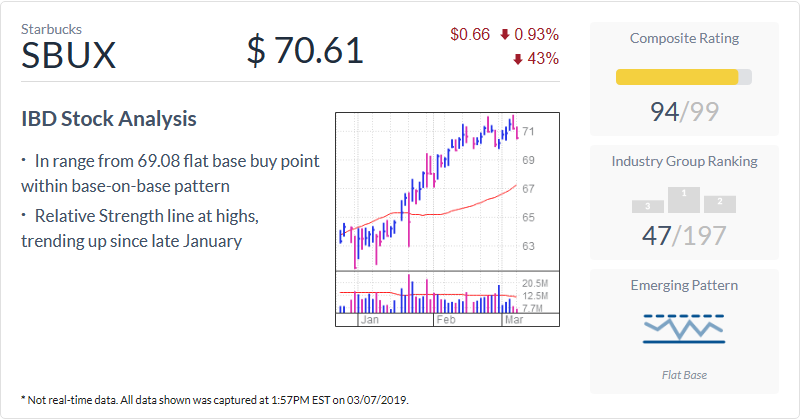 Starbucks
SBUX
$ 70.61
$0.66 0.93%
43%
IBD Stock Analysis
· In range from 69.08 flat base buy point
within base-on-base pattern
· Relative Strength line at highs,
trending up since late January
71
69
67
65
63
20.5M
12.5M
7.7M
Jan Feb Mar
Composite Rating
94/99
Industry Group Ranking
1
3 2
47/197
Emerging Pattern
Flat Base
* Not real-time data. All data shown was captured at 1:57PM EST on 03/07/2019.